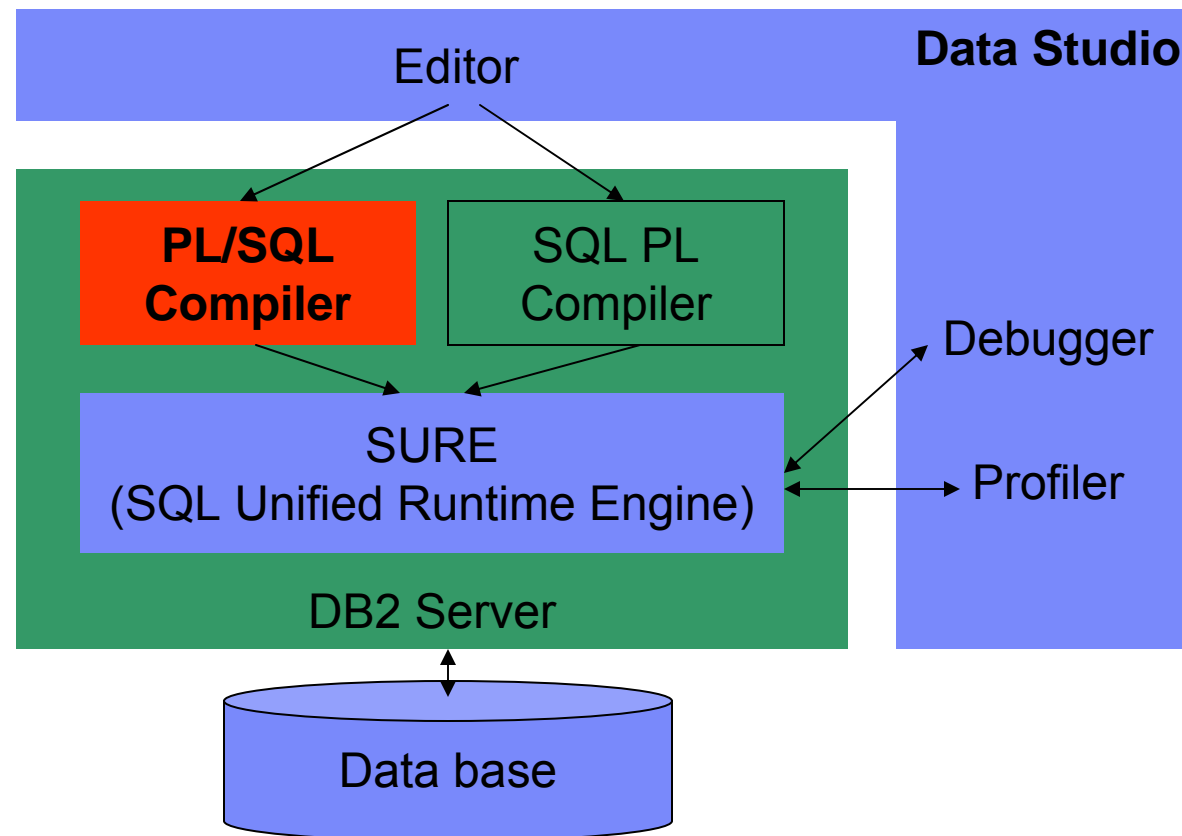 Data Studio
Editor
PL/SQL
Compiler
SQL PL
Compiler
Debugger
SURE
(SQL Unified Runtime Engine)
Profiler
DB2 Server
Data base